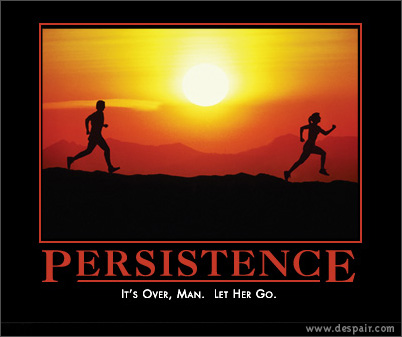 PERSISTENCE
IT'S OVER, MAN. LET HER GO.
www.despair.com